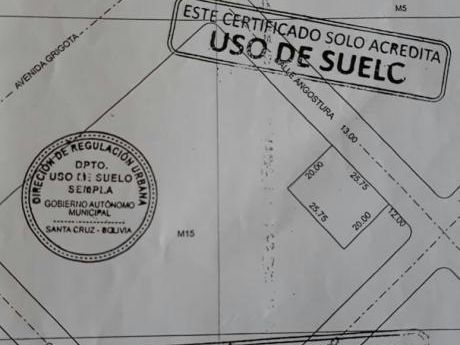 M5
ESTE CERTIFICADO SOLO ACREDITA
USO DE SUELO
AVENIDA GRIGOTA
CALLE ANGOSTURA
13.00
20.00
25.75
25.75
20.00
12.00
M15
DIRECCIÓN DE REGULACIÓN URBANA
DPTO.
USO DE SUELO
SEMPLA
GOBIERNO AUTÓNOMO
MUNICIPAL
SANTA CRUZ - BOLIVIA